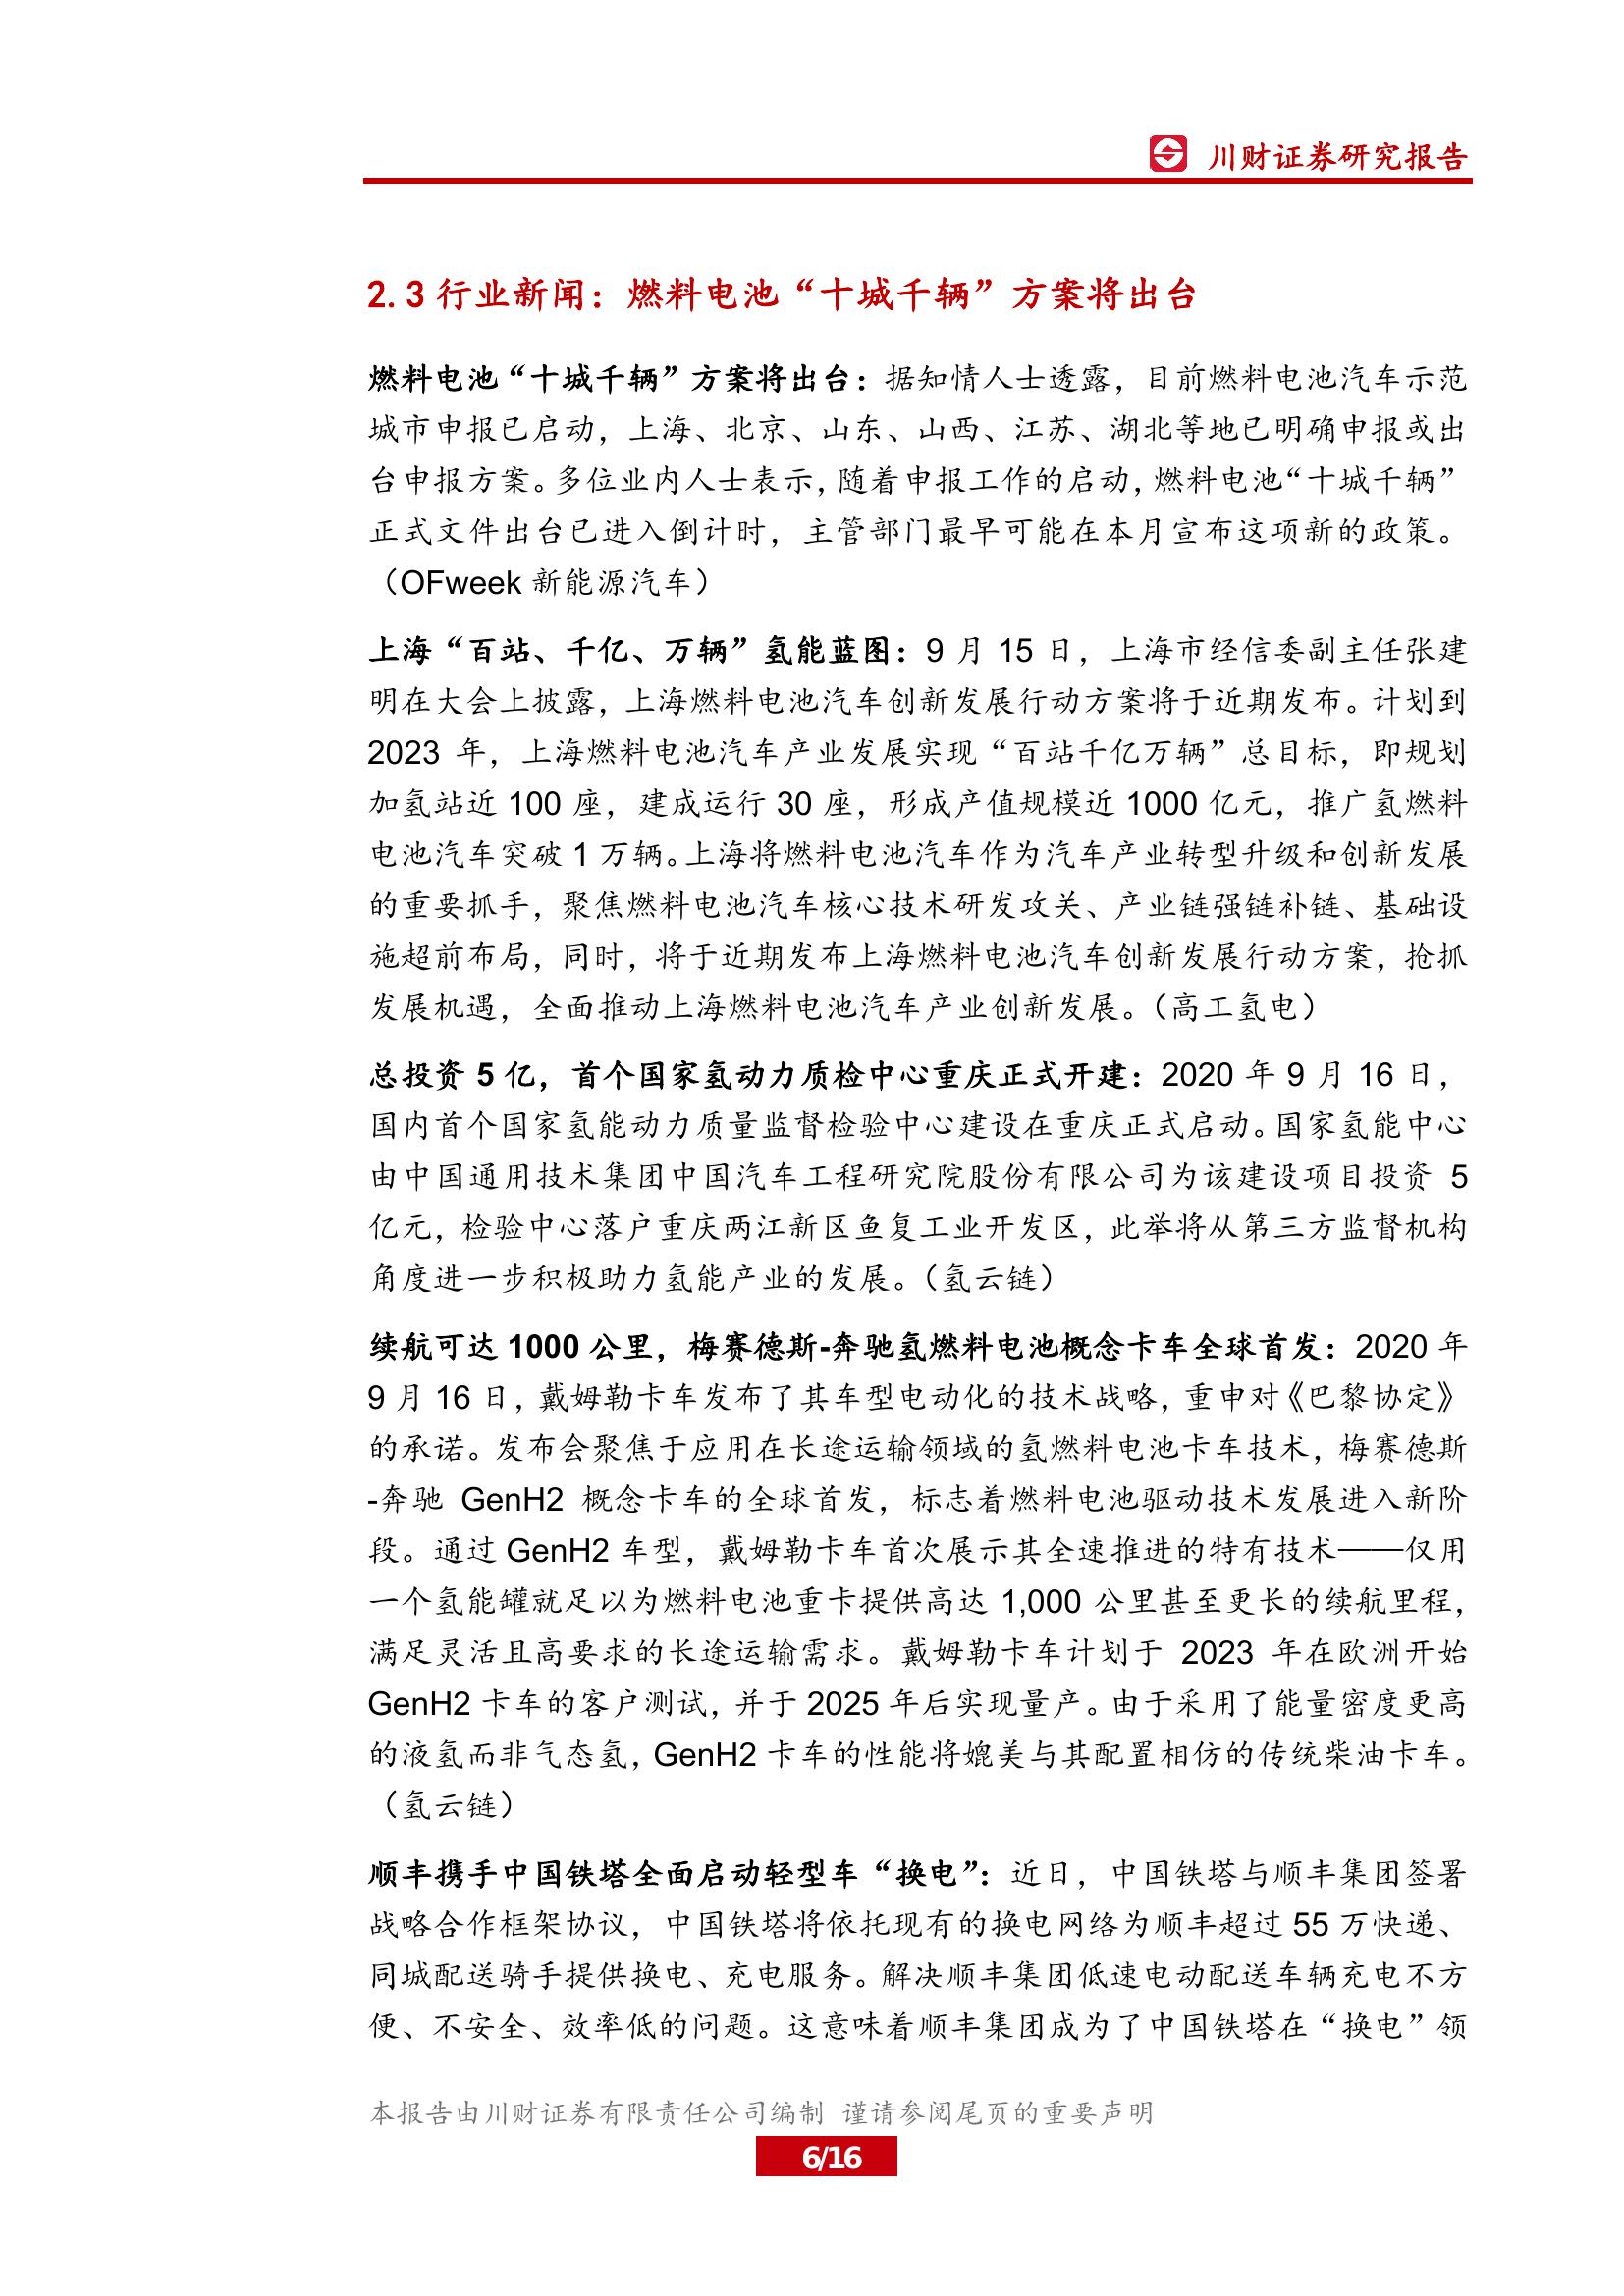 川财证券研究报告
2.3 行业新闻：燃料电池“十城千辆”方案将出台
燃料电池“十城千辆”方案将出台：据知情人士透露，目前燃料电池汽车示范
城市申报已启动，上海、北京、山东、山西、江苏、湖北等地已明确申报或出
台申报方案。多位业内人士表示，随着申报工作的启动，燃料电池“十城千辆”
正式文件出台已进入倒计时，主管部门最早可能在本月宣布这项新的政策。
（OFweek 新能源汽车）
上海“百站、千亿、万辆”氢能蓝图：9 月 15 日，上海市经信委副主任张建
明在大会上披露，上海燃料电池汽车创新发展行动方案将于近期发布。计划到
2023 年，上海燃料电池汽车产业发展实现“百站千亿万辆”总目标，即规划
加氢站近 100 座，建成运行 30 座，形成产值规模近 1000 亿元，推广氢燃料
电池汽车突破 1 万辆。上海将燃料电池汽车作为汽车产业转型升级和创新发展
的重要抓手，聚焦燃料电池汽车核心技术研发攻关、产业链强链补链、基础设
施超前布局，同时，将于近期发布上海燃料电池汽车创新发展行动方案，抢抓
发展机遇，全面推动上海燃料电池汽车产业创新发展。（高工氢电）
总投资 5 亿，首个国家氢动力质检中心重庆正式开建：2020 年 9 月 16 日，
国内首个国家氢能动力质量监督检验中心建设在重庆正式启动。国家氢能中心
由中国通用技术集团中国汽车工程研究院股份有限公司为该建设项目投资 5
亿元，检验中心落户重庆两江新区鱼复工业开发区，此举将从第三方监督机构
角度进一步积极助力氢能产业的发展。（氢云链）
续航可达 1000 公里，梅赛德斯-奔驰氢燃料电池概念卡车全球首发：2020 年
9 月 16 日，戴姆勒卡车发布了其车型电动化的技术战略，重申对《巴黎协定》
的承诺。发布会聚焦于应用在长途运输领域的氢燃料电池卡车技术，梅赛德斯
-奔驰 GenH2 概念卡车的全球首发，标志着燃料电池驱动技术发展进入新阶
段。通过 GenH2 车型，戴姆勒卡车首次展示其全速推进的特有技术——仅用
一个氢能罐就足以为燃料电池重卡提供高达 1,000 公里甚至更长的续航里程，
满足灵活且高要求的长途运输需求。戴姆勒卡车计划于 2023 年在欧洲开始
GenH2 卡车的客户测试，并于 2025 年后实现量产。由于采用了能量密度更高
的液氢而非气态氢，GenH2 卡车的性能将媲美与其配置相仿的传统柴油卡车。
（氢云链）
顺丰携手中国铁塔全面启动轻型车“换电”：近日，中国铁塔与顺丰集团签署
战略合作框架协议，中国铁塔将依托现有的换电网络为顺丰超过 55 万快递、
同城配送骑手提供换电、充电服务。解决顺丰集团低速电动配送车辆充电不方
便、不安全、效率低的问题。这意味着顺丰集团成为了中国铁塔在“换电”领
本报告由川财证券有限责任公司编制 谨请参阅尾页的重要声明
6/16